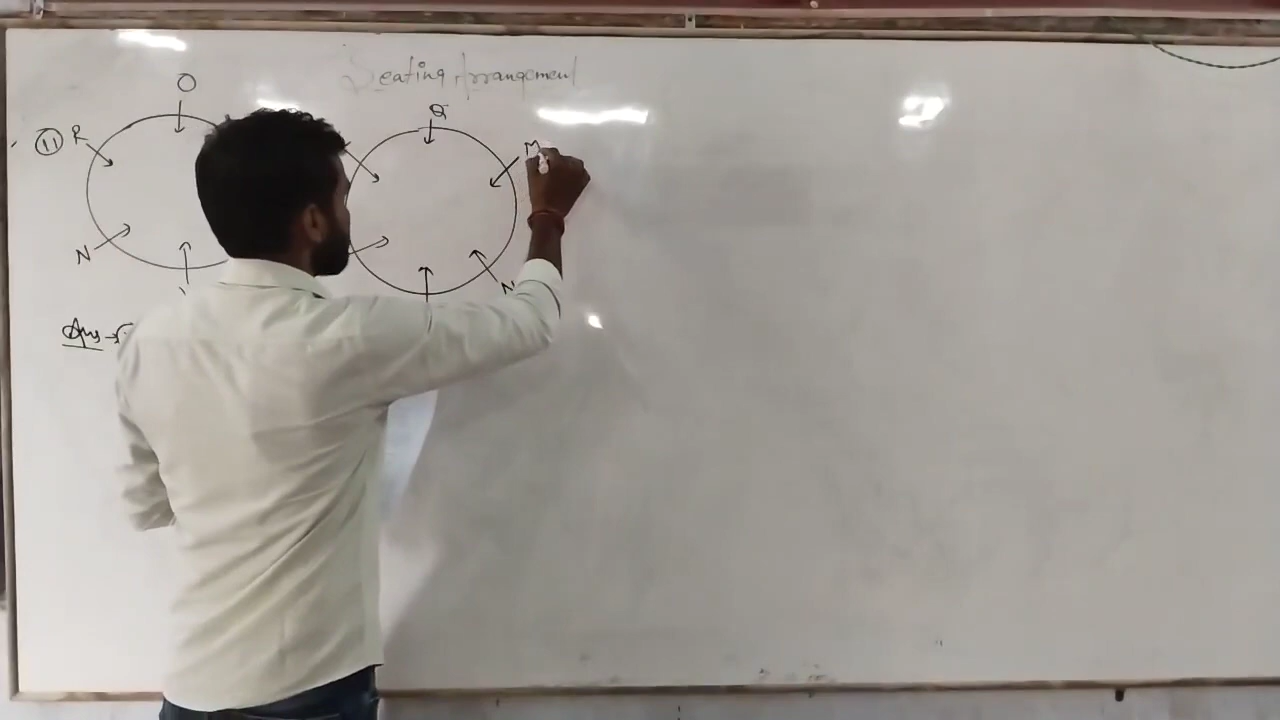 Seating Arrangement
O
Q
11 R
M
N
N
Ans →